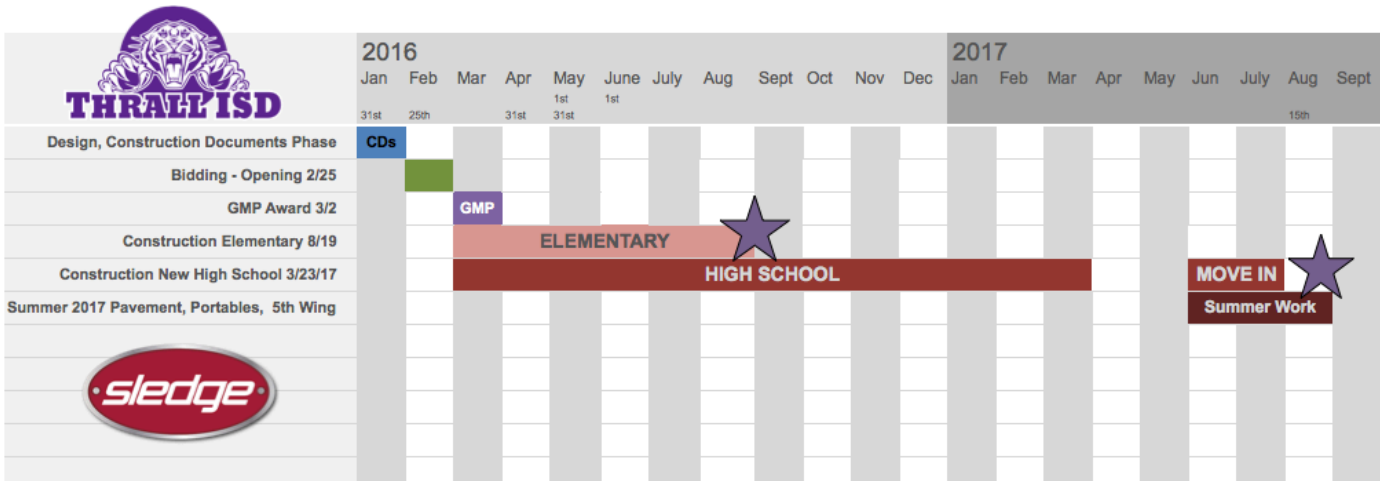 THRALL ISD
2016 2017
Jan Feb Mar Apr May June July Aug Sept Oct Nov Dec Jan Feb Mar Apr May Jun July Aug Sept
1st 1st
31st 25th 31st 31st 15th
Design, Construction Documents Phase CDs
Bidding - Opening 2/25
GMP Award 3/2 GMP
Construction Elementary 8/19 ELEMENTARY
Construction New High School 3/23/17 HIGH SCHOOL MOVE IN
Summer 2017 Pavement, Portables, 5th Wing Summer Work
sledge